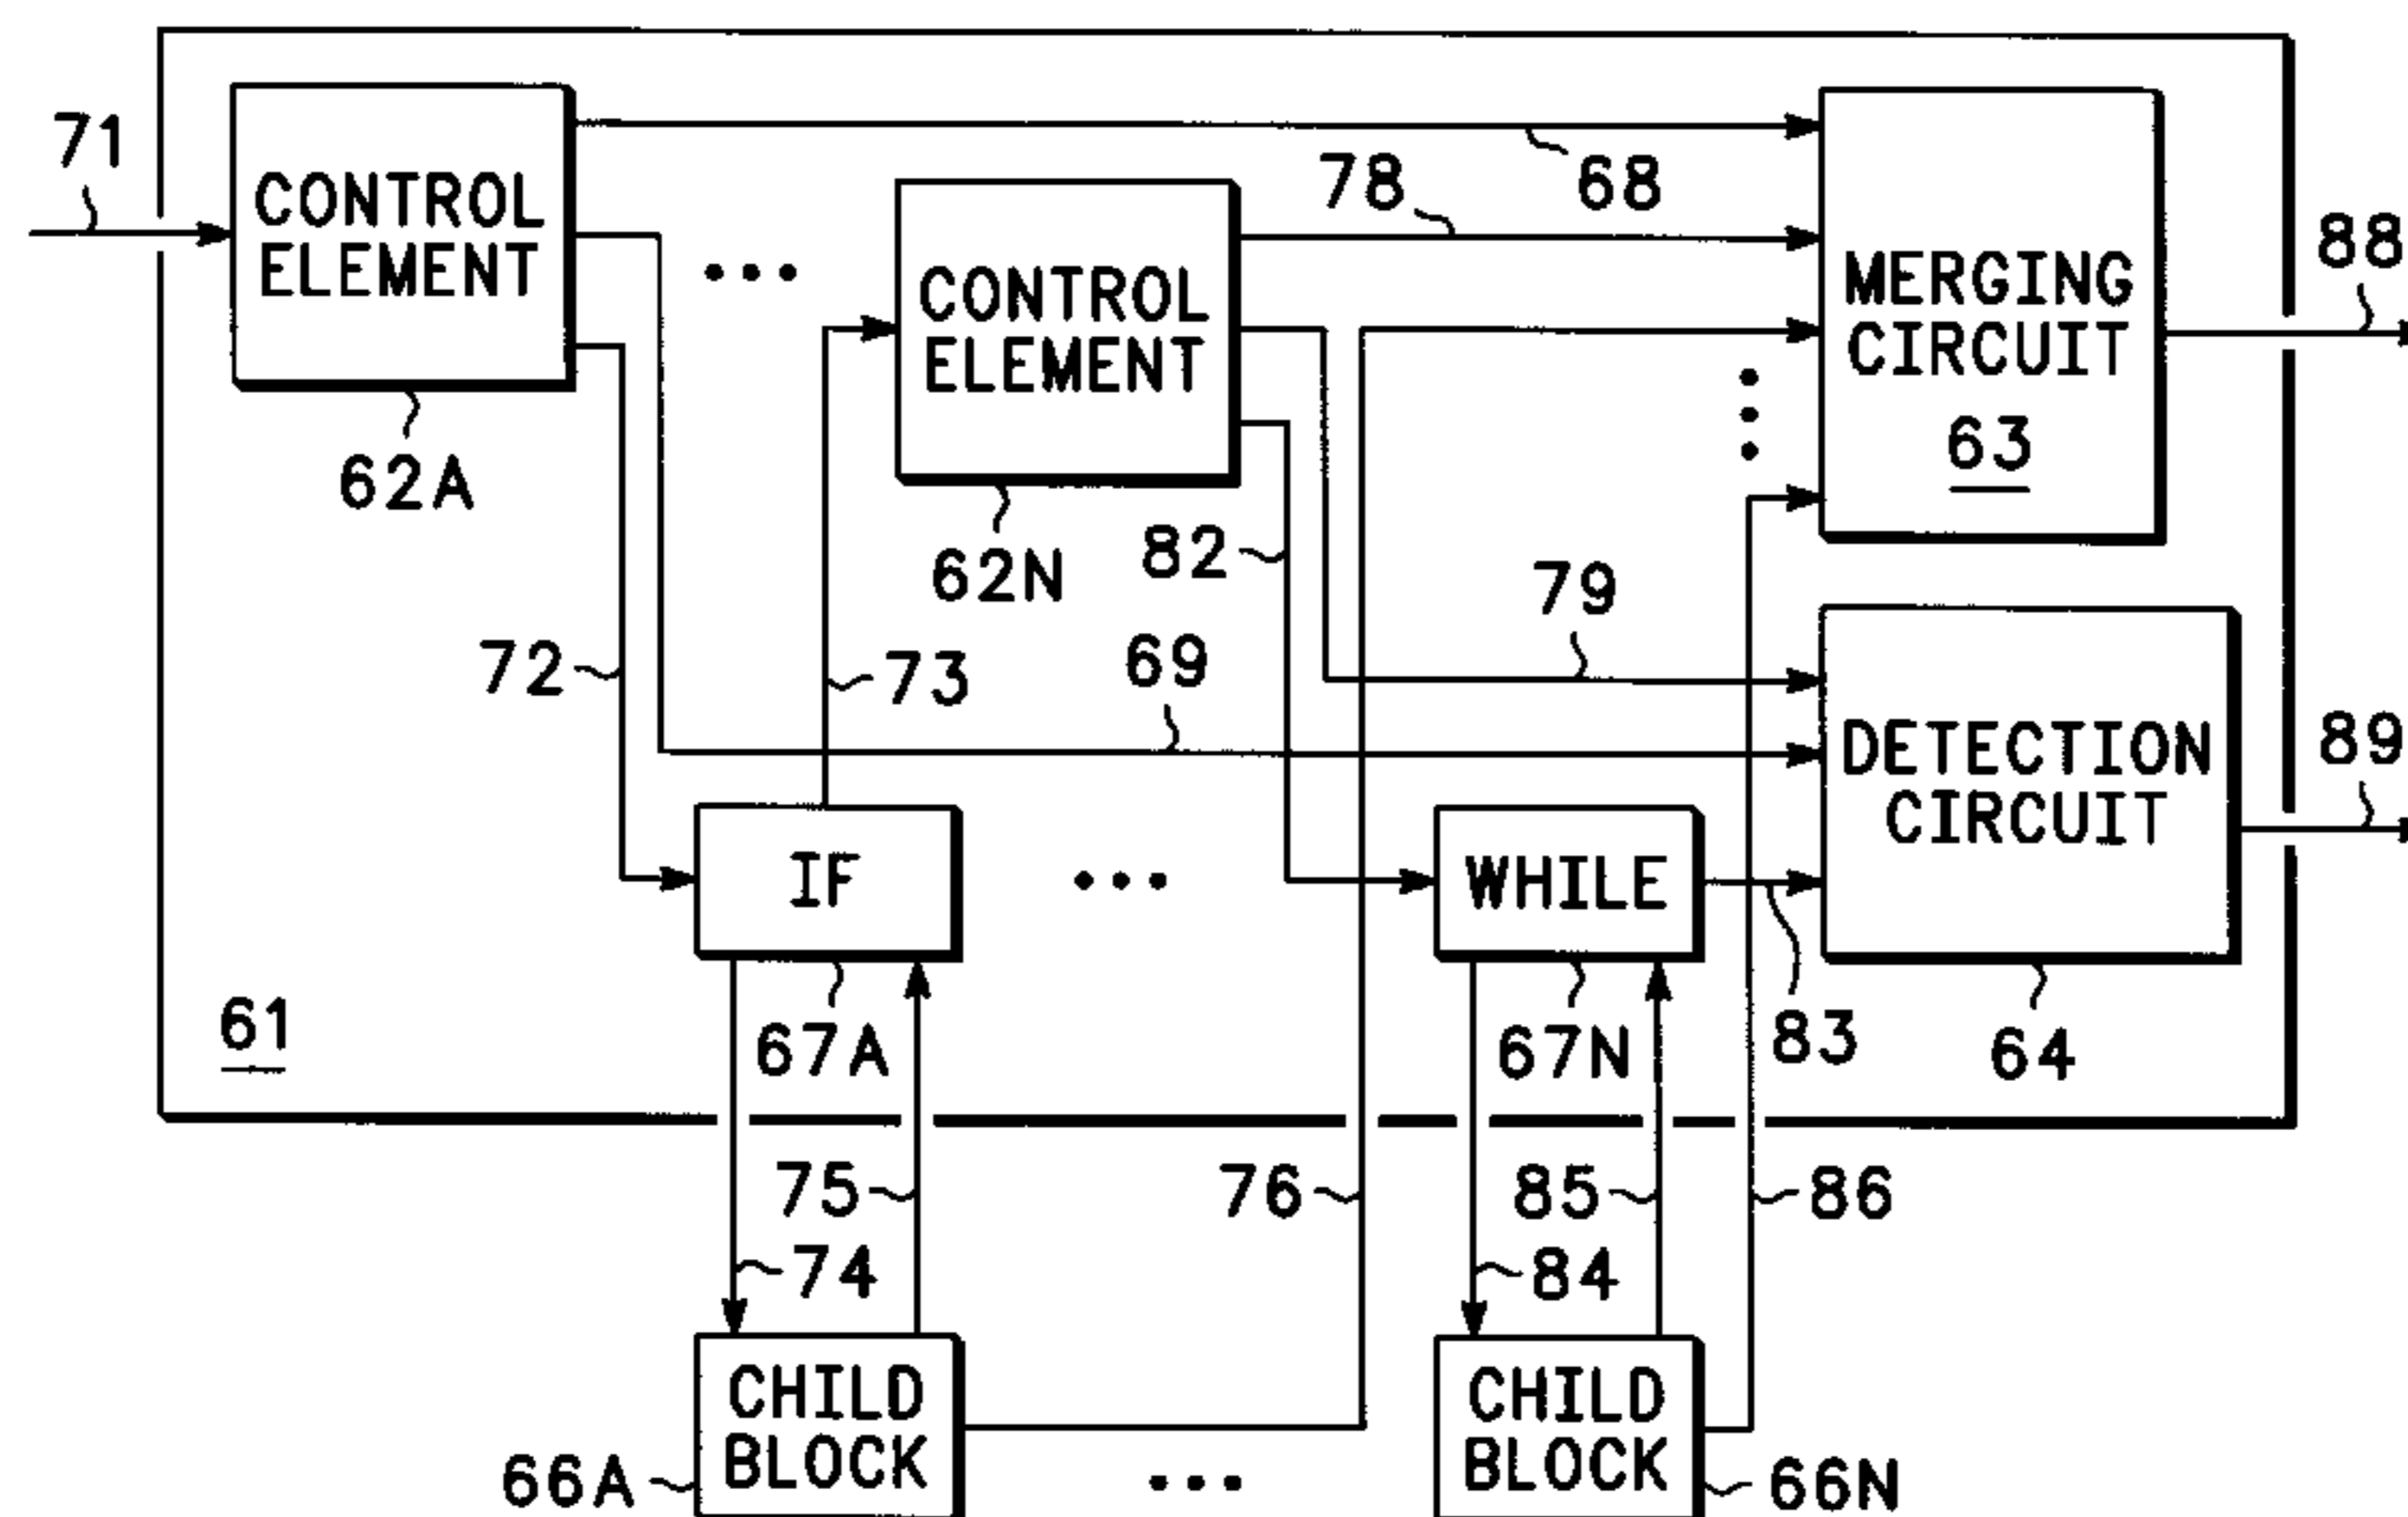 71
CONTROL
ELEMENT
62A
68
78
CONTROL
ELEMENT
62N
MERGING
CIRCUIT
63
88
82
79
72
73
69
DETECTION
CIRCUIT
64
89
IF
67A
WHILE
67N
83
61
75
74
76
85
84
86
CHILD
BLOCK
66A
CHILD
BLOCK
66N